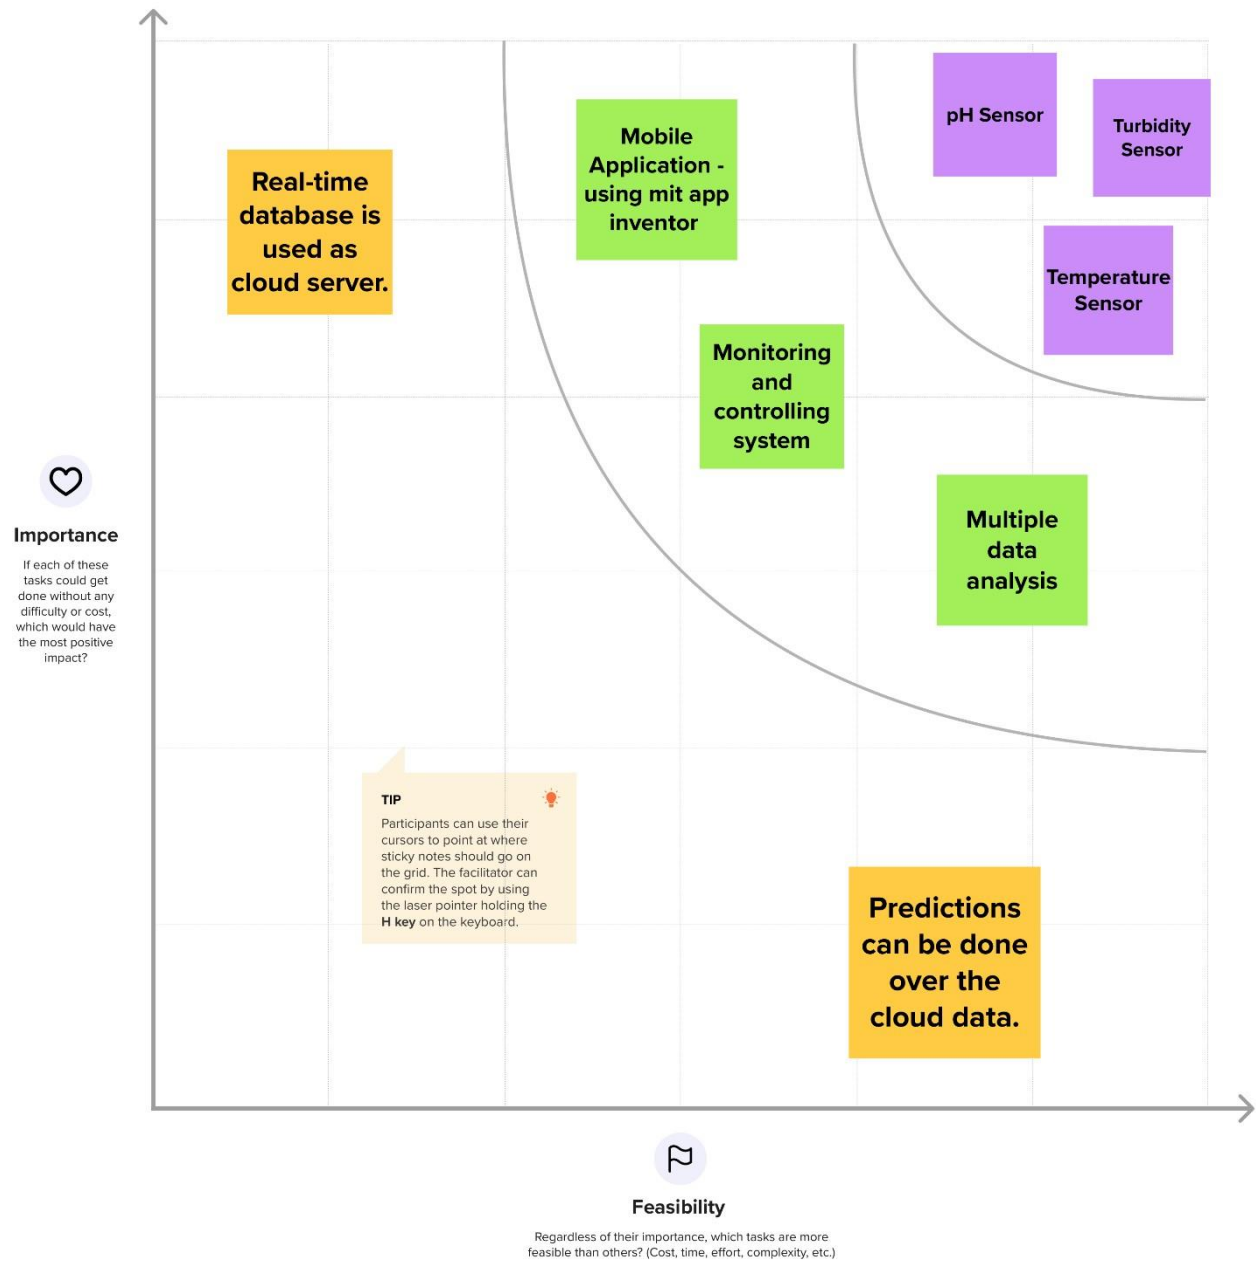 pH Sensor
Turbidity
Sensor
Mobile
Application -
using mit app
inventor
Real-time
database is
used as
cloud server.
Temperature
Sensor
Monitoring
and
controlling
system
Importance
If each of these
tasks could get
done without any
difficulty or cost,
which would have
the most positive
impact?
Multiple
data
analysis
TIP
Participants can use their
cursors to point at where
sticky notes should go on
the grid. The facilitator can
confirm the spot by using
the laser pointer holding the
H key on the keyboard.
Predictions
can be done
over the
cloud data.
Feasibility
Regardless of their importance, which tasks are more
feasible than others? (Cost, time, effort, complexity, etc.)